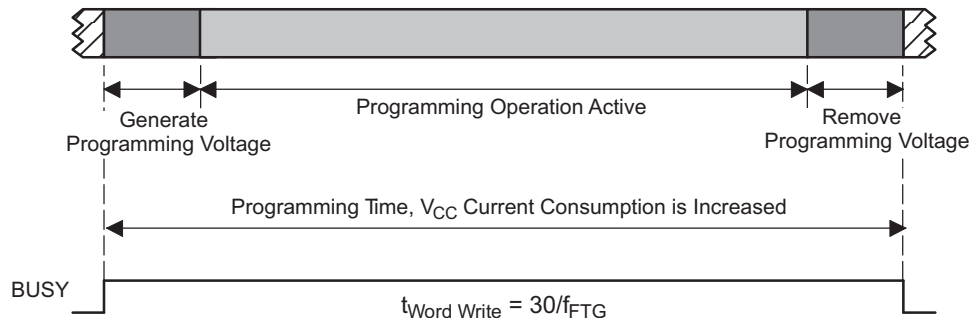 Generate
Programming Voltage
Programming Operation Active
Remove
Programming Voltage
Programming Time, VCC Current Consumption is Increased
BUSY
tWord Write = 30/fFTG